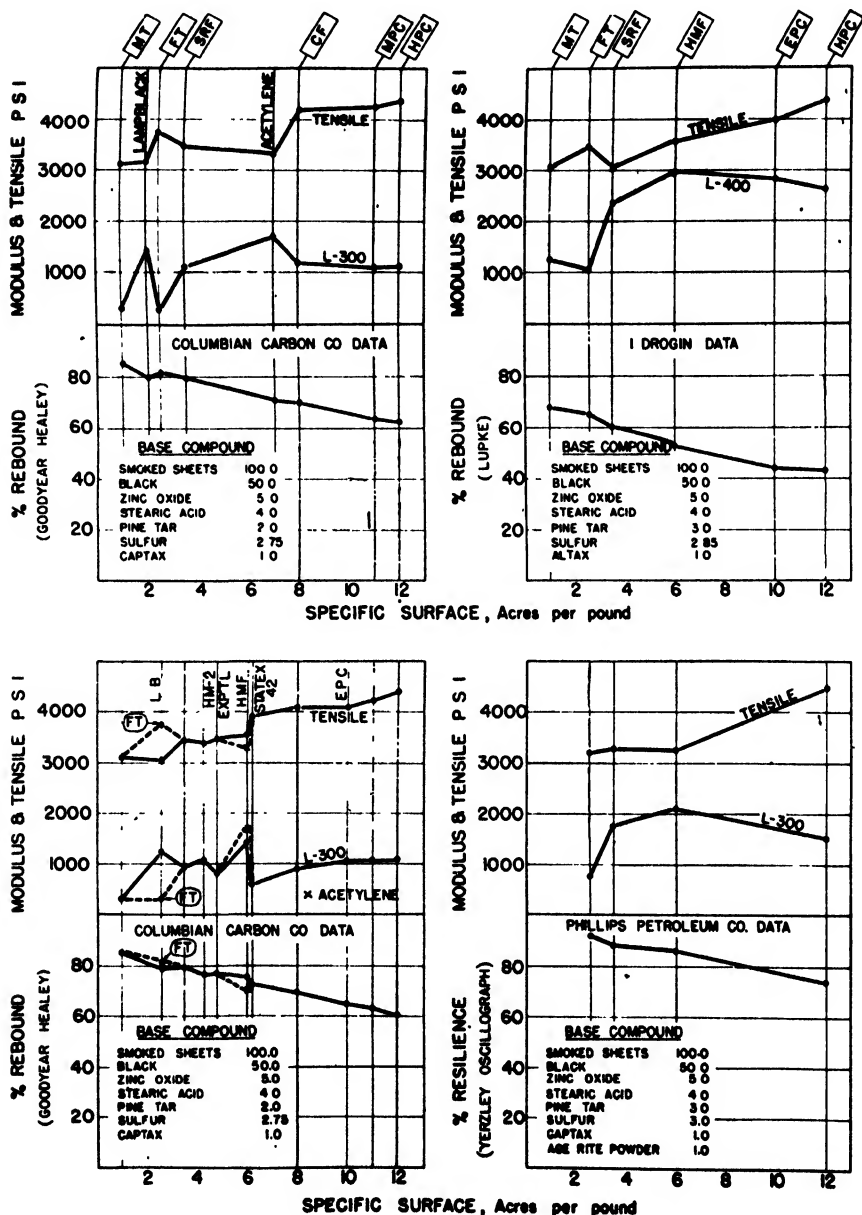 MT
FT
SRF
CF
MPC
HPC
LAMPBLACK
ACETYLENE
MODULUS & TENSILE PSI
4000
3000
2000
1000
TENSILE
L-300
COLUMBIAN CARBON CO DATA
% REBOUND
(GOODYEAR HEALEY)
80
60
40
20
BASE COMPOUND
SMOKED SHEETS 100 0
BLACK 50 0
ZINC OXIDE 5 0
STEARIC ACID 4 0
PINE TAR 2 0
SULFUR 2 75
CAPTAX 1 0
2 4 6 8 10 12
MT
FT
SRF
HMF
EPC
HPC
MODULUS & TENSILE PSI
4000
3000
2000
1000
TENSILE
L-400
I DROGIN DATA
% REBOUND
(LUPKE)
80
60
40
20
BASE COMPOUND
SMOKED SHEETS 100 0
BLACK 50 0
ZINC OXIDE 5 0
STEARIC ACID 4 0
PINE TAR 3 0
SULFUR 2 85
ALTAX 1 0
2 4 6 8 10 12
SPECIFIC SURFACE, Acres per pound
LB
HM-2
EXPTL
HMF
STATEX 42
EPC
MODULUS & TENSILE PSI
4000
3000
2000
1000
FT
TENSILE
L-300
FT
x ACETYLENE
COLUMBIAN CARBON CO DATA
FT
% REBOUND
(GOODYEAR HEALEY)
80
60
40
20
BASE COMPOUND
SMOKED SHEETS 100.0
BLACK 50.0
ZINC OXIDE 5.0
STEARIC ACID 4 0
PINE TAR 2.0
SULFUR 2.75
CAPTAX 1.0
2 4 6 8 10 12
MODULUS & TENSILE PSI
4000
3000
2000
1000
TENSILE
L-300
PHILLIPS PETROLEUM CO. DATA
% RESILIENCE
(YERZLEY OSCILLOGRAPH)
80
60
40
20
BASE COMPOUND
SMOKED SHEETS 100.0
BLACK 50 0
ZINC OXIDE 5 0
STEARIC ACID 4 0
PINE TAR 3 0
SULFUR 3.0
CAPTAX 1.0
AGE RITE POWDER 1.0
2 4 6 8 10 12
SPECIFIC SURFACE, Acres per pound